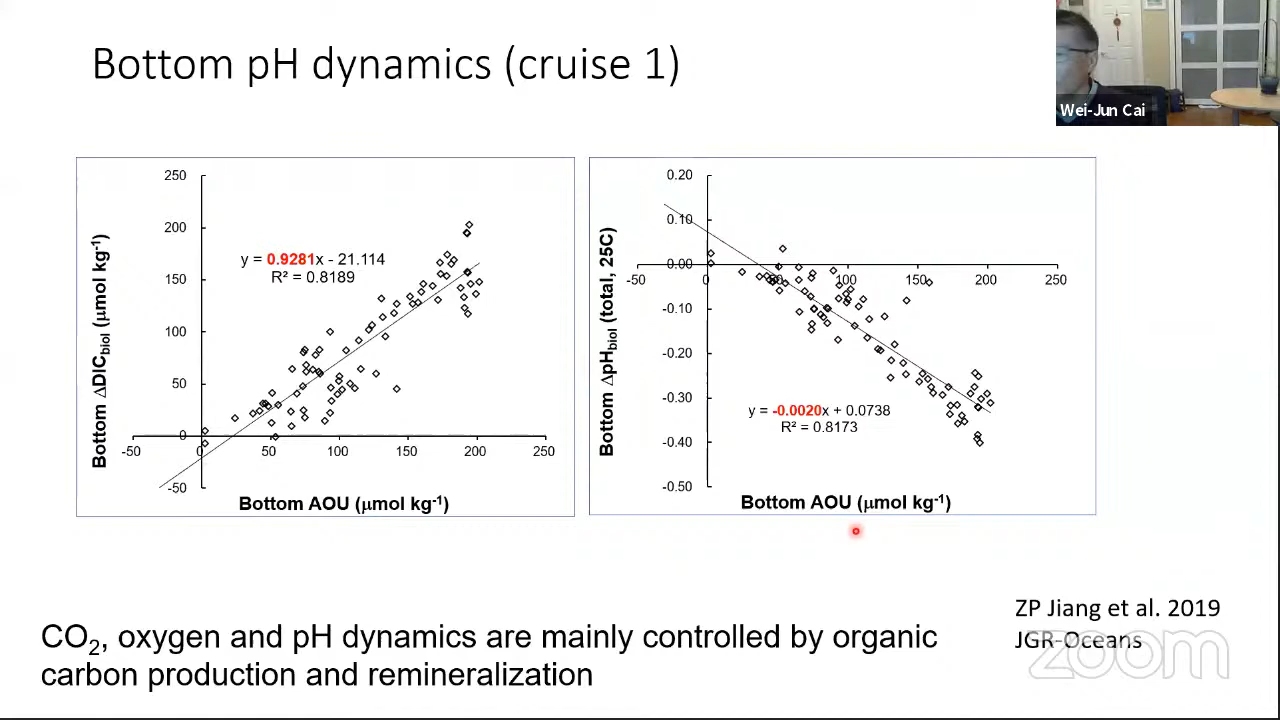 Bottom pH dynamics (cruise 1)
Wei-Jun Cai
250
200
150
100
50
0
-50
-50
0
50
100
150
200
250
y = 0.9281x - 21.114
R² = 0.8189
Bottom ΔDICbiol (μmol kg-1)
Bottom AOU (μmol kg-1)
0.20
0.10
0.00
-0.10
-0.20
-0.30
-0.40
-0.50
-50
0
50
100
150
200
250
y = -0.0020x + 0.0738
R² = 0.8173
Bottom ΔpHbiol (total, 25C)
Bottom AOU (μmol kg-1)
ZP Jiang et al. 2019
JGR-Oceans
CO2, oxygen and pH dynamics are mainly controlled by organic
carbon production and remineralization
zoom